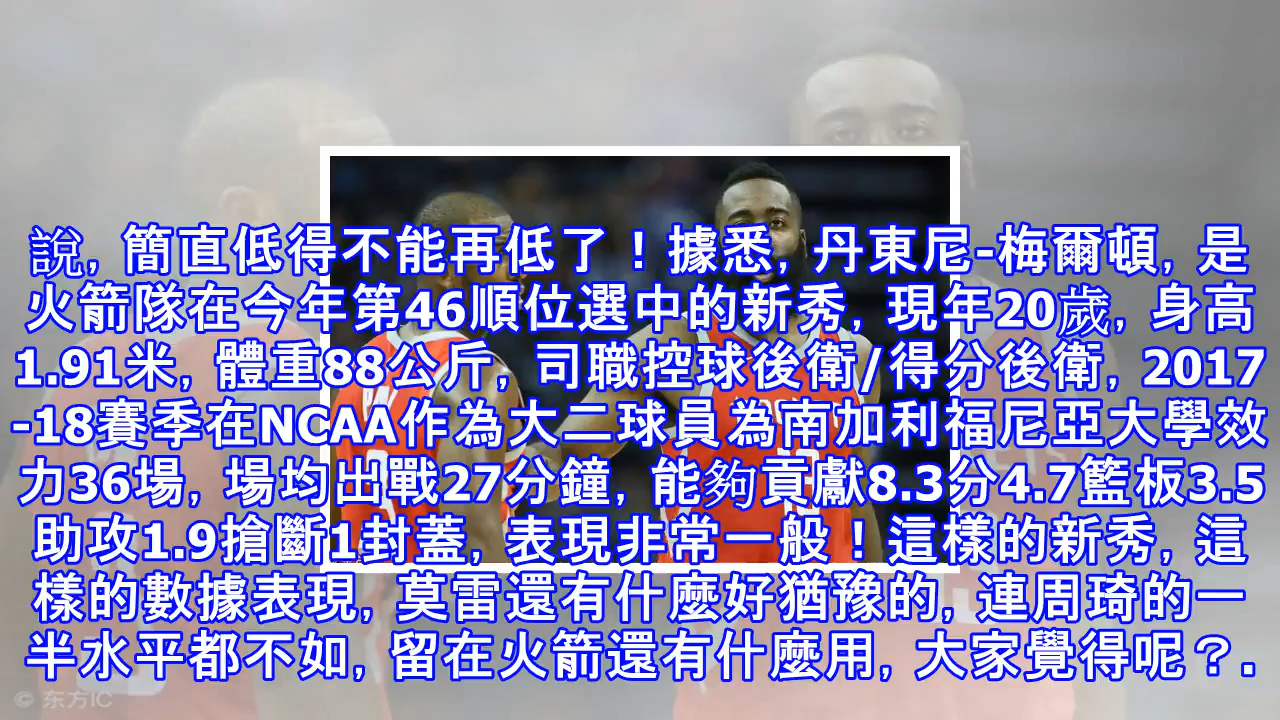 說, 簡直低得不能再低了！據悉, 丹東尼-梅爾頓, 是
火箭隊在今年第46順位選中的新秀, 現年20歲, 身高
1.91米, 體重88公斤, 司職控球後衛/得分後衛, 2017
-18賽季在NCAA作為大二球員為南加利福尼亞大學效
力36場, 場均出戰27分鐘, 能夠貢獻8.3分4.7籃板3.5
助攻1.9搶斷1封蓋, 表現非常一般！這樣的新秀, 這
樣的數據表現, 莫雷還有什麼好猶豫的, 連周琦的一
半水平都不如, 留在火箭還有什麼用, 大家覺得呢？.
© 东方IC